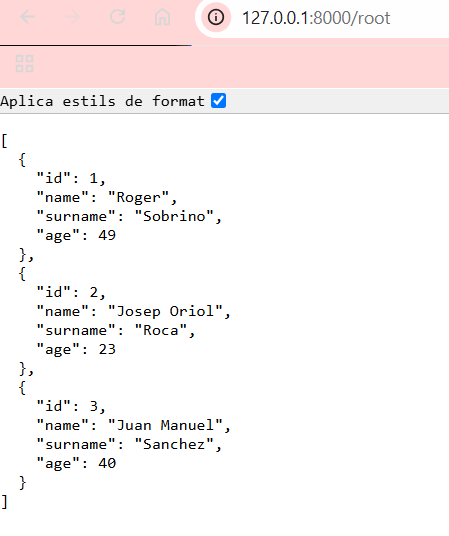 127.0.0.1:8000/root
Aplica estils de format
[
  {
    "id": 1,
    "name": "Roger",
    "surname": "Sobrino",
    "age": 49
  },
  {
    "id": 2,
    "name": "Josep Oriol",
    "surname": "Roca",
    "age": 23
  },
  {
    "id": 3,
    "name": "Juan Manuel",
    "surname": "Sanchez",
    "age": 40
  }
]